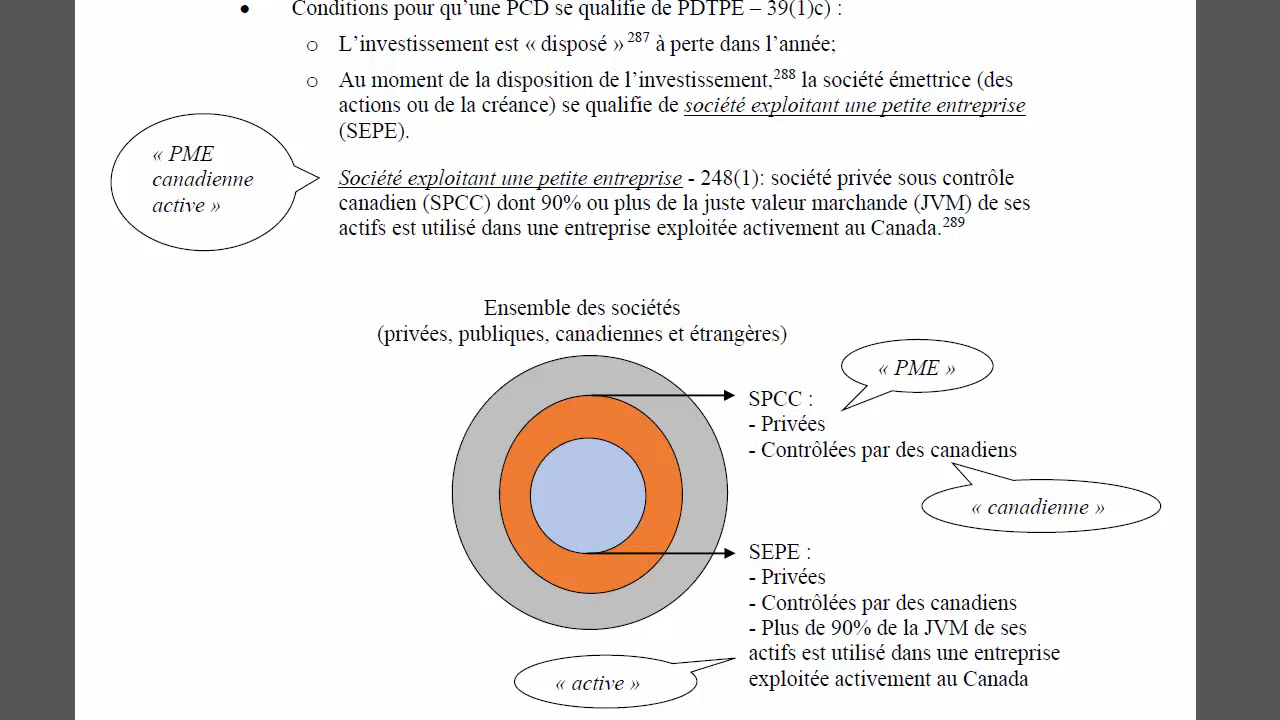 • Conditions pour qu'une PCD se qualifie de PDTPE – 39(1)c) :
o L'investissement est « disposé »287 à perte dans l'année;
o Au moment de la disposition de l'investissement,288 la société émettrice (des
actions ou de la créance) se qualifie de société exploitant une petite entreprise
(SEPE).
« PME
canadienne
active »
Société exploitant une petite entreprise - 248(1): société privée sous contrôle
canadien (SPCC) dont 90% ou plus de la juste valeur marchande (JVM) de ses
actifs est utilisé dans une entreprise exploitée activement au Canada.289
Ensemble des sociétés
(privées, publiques, canadiennes et étrangères)
« PME »
SPCC :
- Privées
- Contrôlées par des canadiens
« canadienne »
SEPE :
- Privées
- Contrôlées par des canadiens
- Plus de 90% de la JVM de ses
actifs est utilisé dans une entreprise
exploitée activement au Canada
« active »